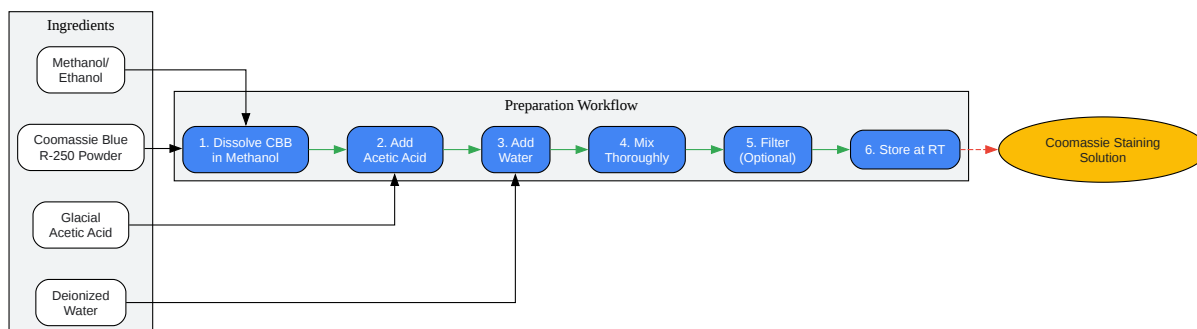 Ingredients
Methanol/
Ethanol
Coomassie Blue
R-250 Powder
Glacial
Acetic Acid
Deionized
Water
Preparation Workflow
1. Dissolve CBB
in Methanol
2. Add
Acetic Acid
3. Add
Water
4. Mix
Thoroughly
5. Filter
(Optional)
6. Store at RT
Coomassie Staining
Solution